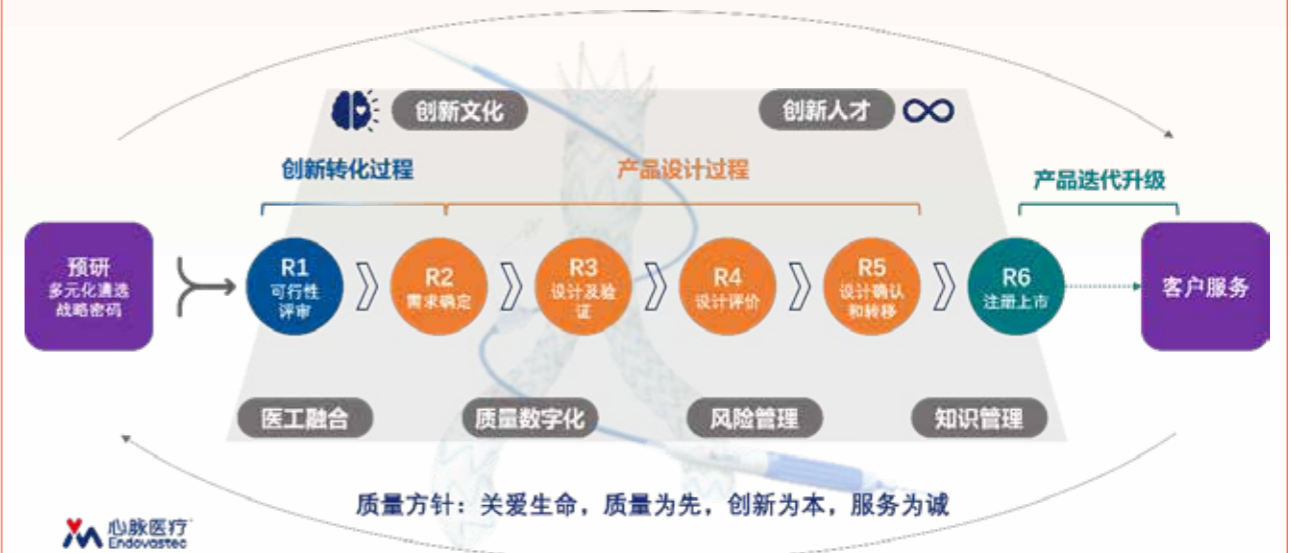 创新文化
创新人才
创新转化过程
产品设计过程
产品迭代升级
预研
多元化遴选
战略密码
R1
可行性
评审
R2
需求确定
R3
设计及验
证
R4
设计评价
R5
设计确认
和转移
R6
注册上市
客户服务
医工融合
质量数字化
风险管理
知识管理
质量方针：关爱生命，质量为先，创新为本，服务为诚
心脉医疗
Endovastec